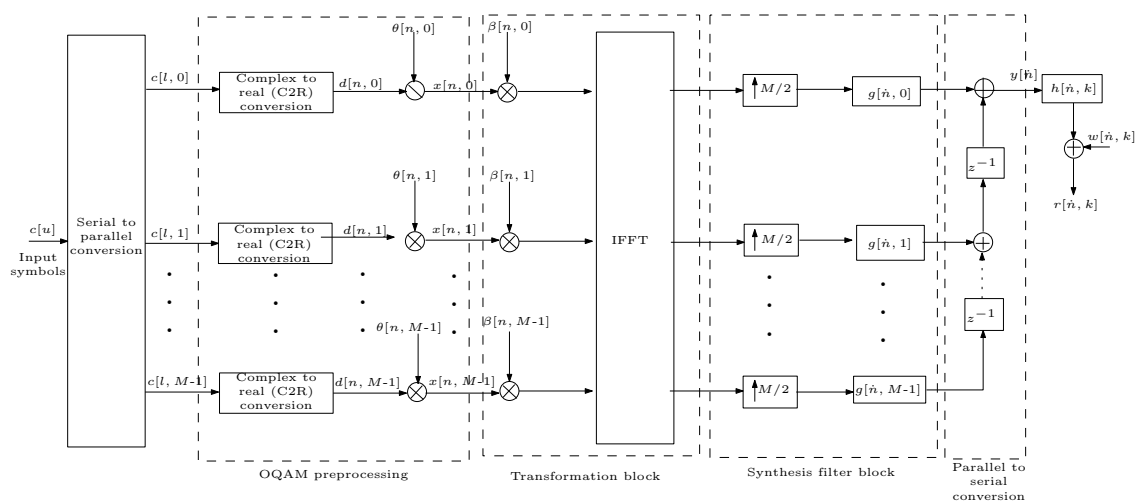 θ[n, 0]
β[n, 0]
c[l, 0]
Complex to
real (C2R)
conversion
d[n, 0]
x[n, 0]
M/2
g[ṅ, 0]
y[ṅ]
h[ṅ, k]
w[ṅ, k]
r[ṅ, k]
z−1
θ[n, 1]
β[n, 1]
c[u]
Input
symbols
Serial to
parallel
conversion
c[l, 1]
Complex to
real (C2R)
conversion
d[n, 1]
x[n, 1]
IFFT
M/2
g[ṅ, 1]
z−1
θ[n, M-1]
β[n, M-1]
c[l, M-1]
Complex to
real (C2R)
conversion
d[n, M-1]
x[n, M-1]
M/2
g[ṅ, M-1]
OQAM preprocessing
Transformation block
Synthesis filter block
Parallel to
serial
conversion